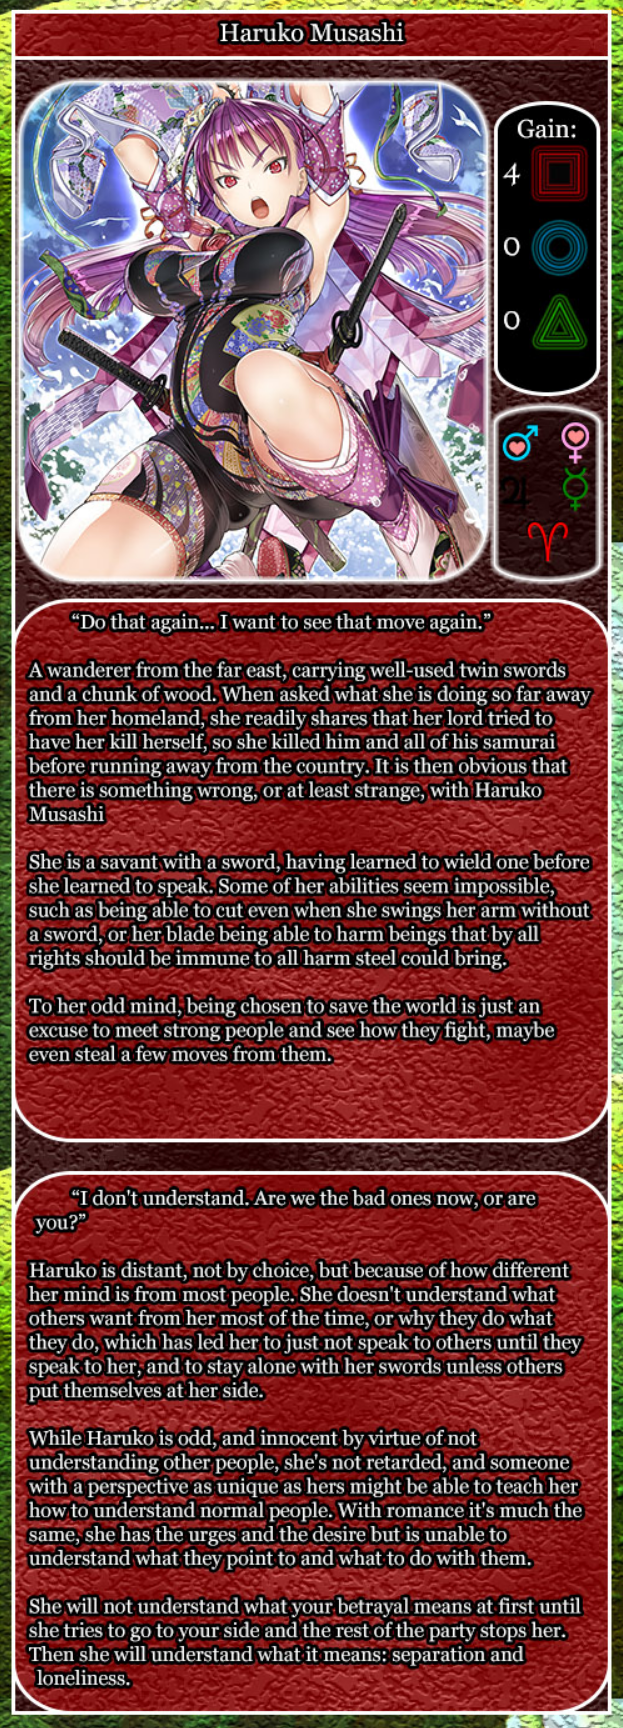 Haruko Musashi
Gain:
4
0
0
“Do that again... I want to see that move again.”
A wanderer from the far east, carrying well-used twin swords
and a chunk of wood. When asked what she is doing so far away
from her homeland, she readily shares that her lord tried to
have her kill herself, so she killed him and all of his samurai
before running away from the country. It is then obvious that
there is something wrong, or at least strange, with Haruko
Musashi
She is a savant with a sword, having learned to wield one before
she learned to speak. Some of her abilities seem impossible,
such as being able to cut even when she swings her arm without
a sword, or her blade being able to harm beings that by all
rights should be immune to all harm steel could bring.
To her odd mind, being chosen to save the world is just an
excuse to meet strong people and see how they fight, maybe
even steal a few moves from them.
“I don't understand. Are we the bad ones now, or are
you?”
Haruko is distant, not by choice, but because of how different
her mind is from most people. She doesn't understand what
others want from her most of the time, or why they do what
they do, which has led her to just not speak to others until they
speak to her, and to stay alone with her swords unless others
put themselves at her side.
While Haruko is odd, and innocent by virtue of not
understanding other people, she's not retarded, and someone
with a perspective as unique as hers might be able to teach her
how to understand normal people. With romance it's much the
same, she has the urges and the desire but is unable to
understand what they point to and what to do with them.
She will not understand what your betrayal means at first until
she tries to go to your side and the rest of the party stops her.
Then she will understand what it means: separation and
loneliness.